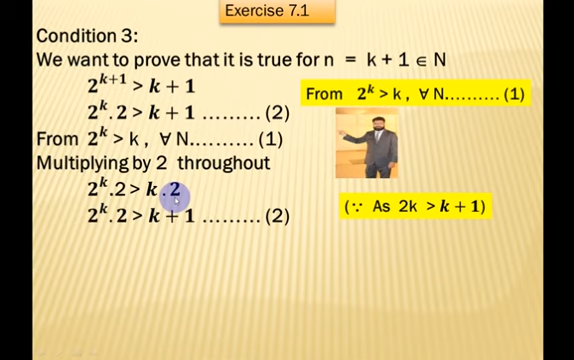 Exercise 7.1
Condition 3:
We want to prove that it is true for n = k + 1 ∈ N
2^{k+1} > k + 1
2^k. 2 > k + 1 ......... (2)
From 2^k > k , ∀ N.......... (1)
From 2^k > k , ∀ N.......... (1)
Multiplying by 2 throughout
2^k.2 > k . 2
2^k. 2 > k + 1 ......... (2)
(∵ As 2k > k + 1)